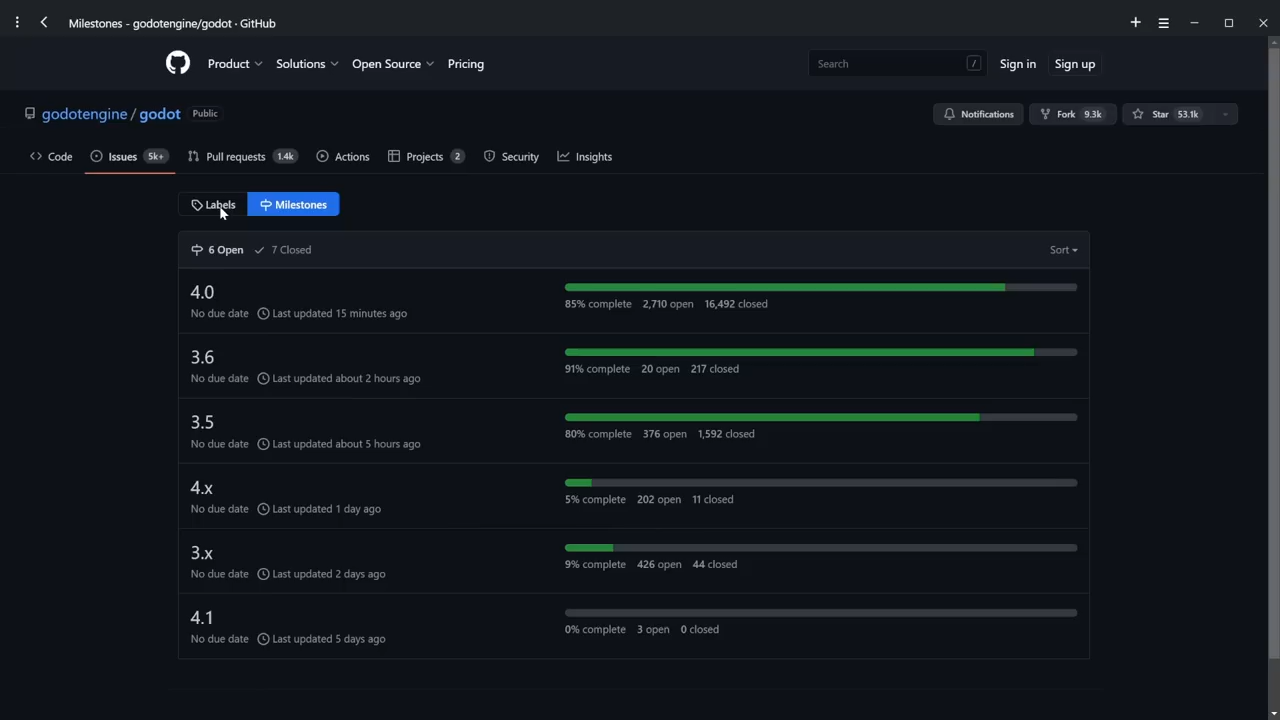 Milestones - godotengine/godot · GitHub
Product Solutions Open Source Pricing Search / Sign in Sign up
godotengine / godot Public Notifications Fork 9.3k Star 53.1k
Code Issues 5k+ Pull requests 1.4k Actions Projects 2 Security Insights
Labels Milestones
6 Open 7 Closed Sort
4.0
No due date Last updated 15 minutes ago
85% complete 2,710 open 16,492 closed
3.6
No due date Last updated about 2 hours ago
91% complete 20 open 217 closed
3.5
No due date Last updated about 5 hours ago
80% complete 376 open 1,592 closed
4.x
No due date Last updated 1 day ago
5% complete 202 open 11 closed
3.x
No due date Last updated 2 days ago
9% complete 426 open 44 closed
4.1
No due date Last updated 5 days ago
0% complete 3 open 0 closed